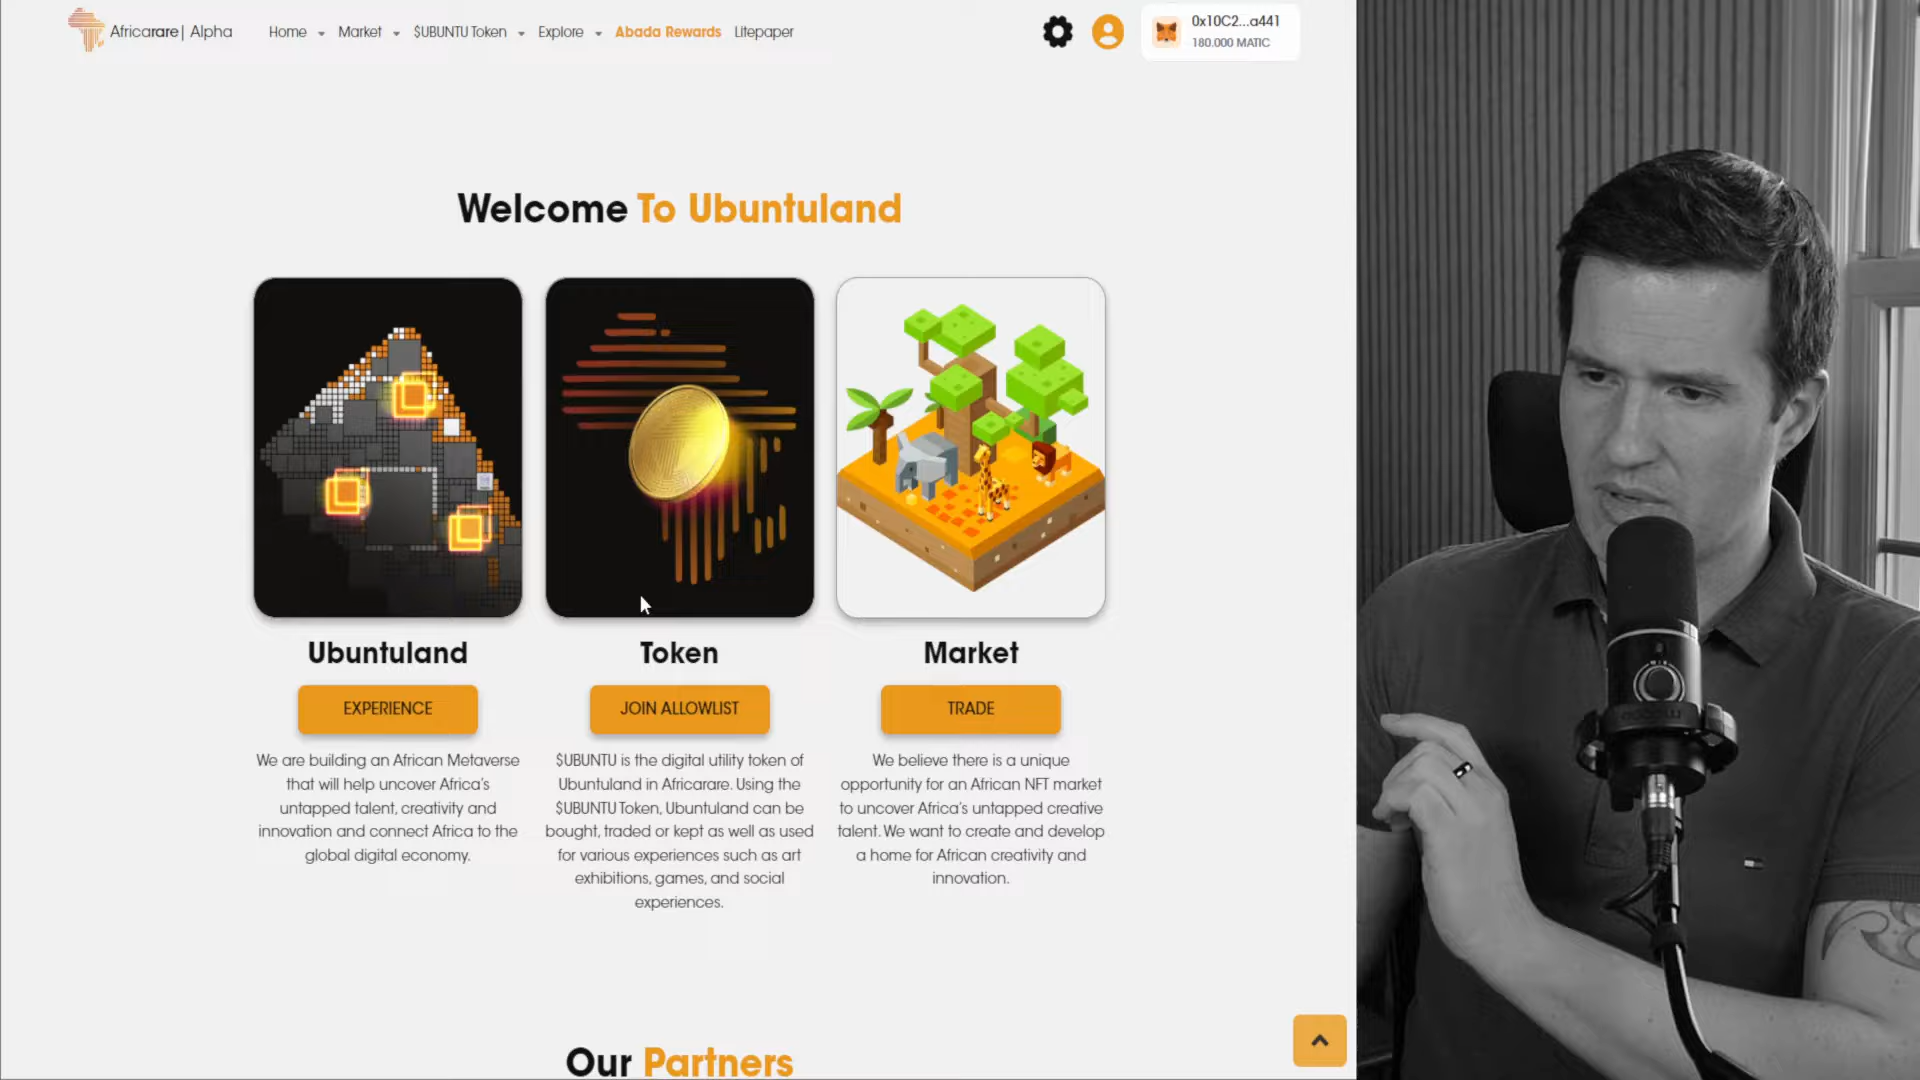 Africarare| Alpha
Home
Market
$UBUNTU Token
Explore
Abada Rewards
Litepaper
0x10C2...a441
180.000 MATIC
Welcome To Ubuntuland
Ubuntuland
EXPERIENCE
We are building an African Metaverse
that will help uncover Africa's
untapped talent, creativity and
innovation and connect Africa to the
global digital economy.
Token
JOIN ALLOWLIST
$UBUNTU is the digital utility token of
Ubuntuland in Africarare. Using the
$UBUNTU Token, Ubuntuland can be
bought, traded or kept as well as used
for various experiences such as art
exhibitions, games, and social
experiences.
Market
TRADE
We believe there is a unique
opportunity for an African NFT market
to uncover Africa's untapped creative
talent. We want to create and develop
a home for African creativity and
innovation.
Our Partners